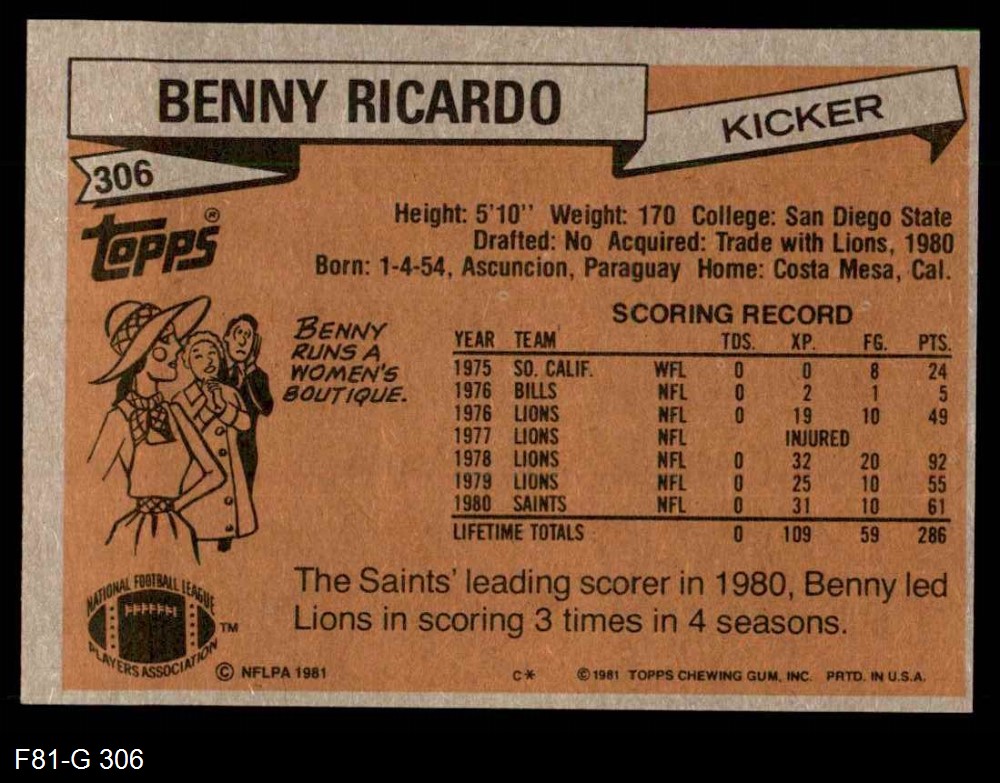 BENNY RICARDO
KICKER
306
topps®
Height: 5'10'' Weight: 170 College: San Diego State
Drafted: No Acquired: Trade with Lions, 1980
Born: 1-4-54, Ascuncion, Paraguay Home: Costa Mesa, Cal.
BENNY
RUNS A
WOMEN'S
BOUTIQUE.
SCORING RECORD
YEAR TEAM TDS. XP. FG. PTS.
1975 SO. CALIF. WFL 0 0 8 24
1976 BILLS NFL 0 2 1 5
1976 LIONS NFL 0 19 10 49
1977 LIONS NFL INJURED
1978 LIONS NFL 0 32 20 92
1979 LIONS NFL 0 25 10 55
1980 SAINTS NFL 0 31 10 61
LIFETIME TOTALS 0 109 59 286
The Saints' leading scorer in 1980, Benny led
Lions in scoring 3 times in 4 seasons.
NATIONAL FOOTBALL LEAGUE
PLAYERS ASSOCIATION
TM
© NFLPA 1981
C*
© 1981 TOPPS CHEWING GUM, INC. PRTD. IN U.S.A.
F81-G 306